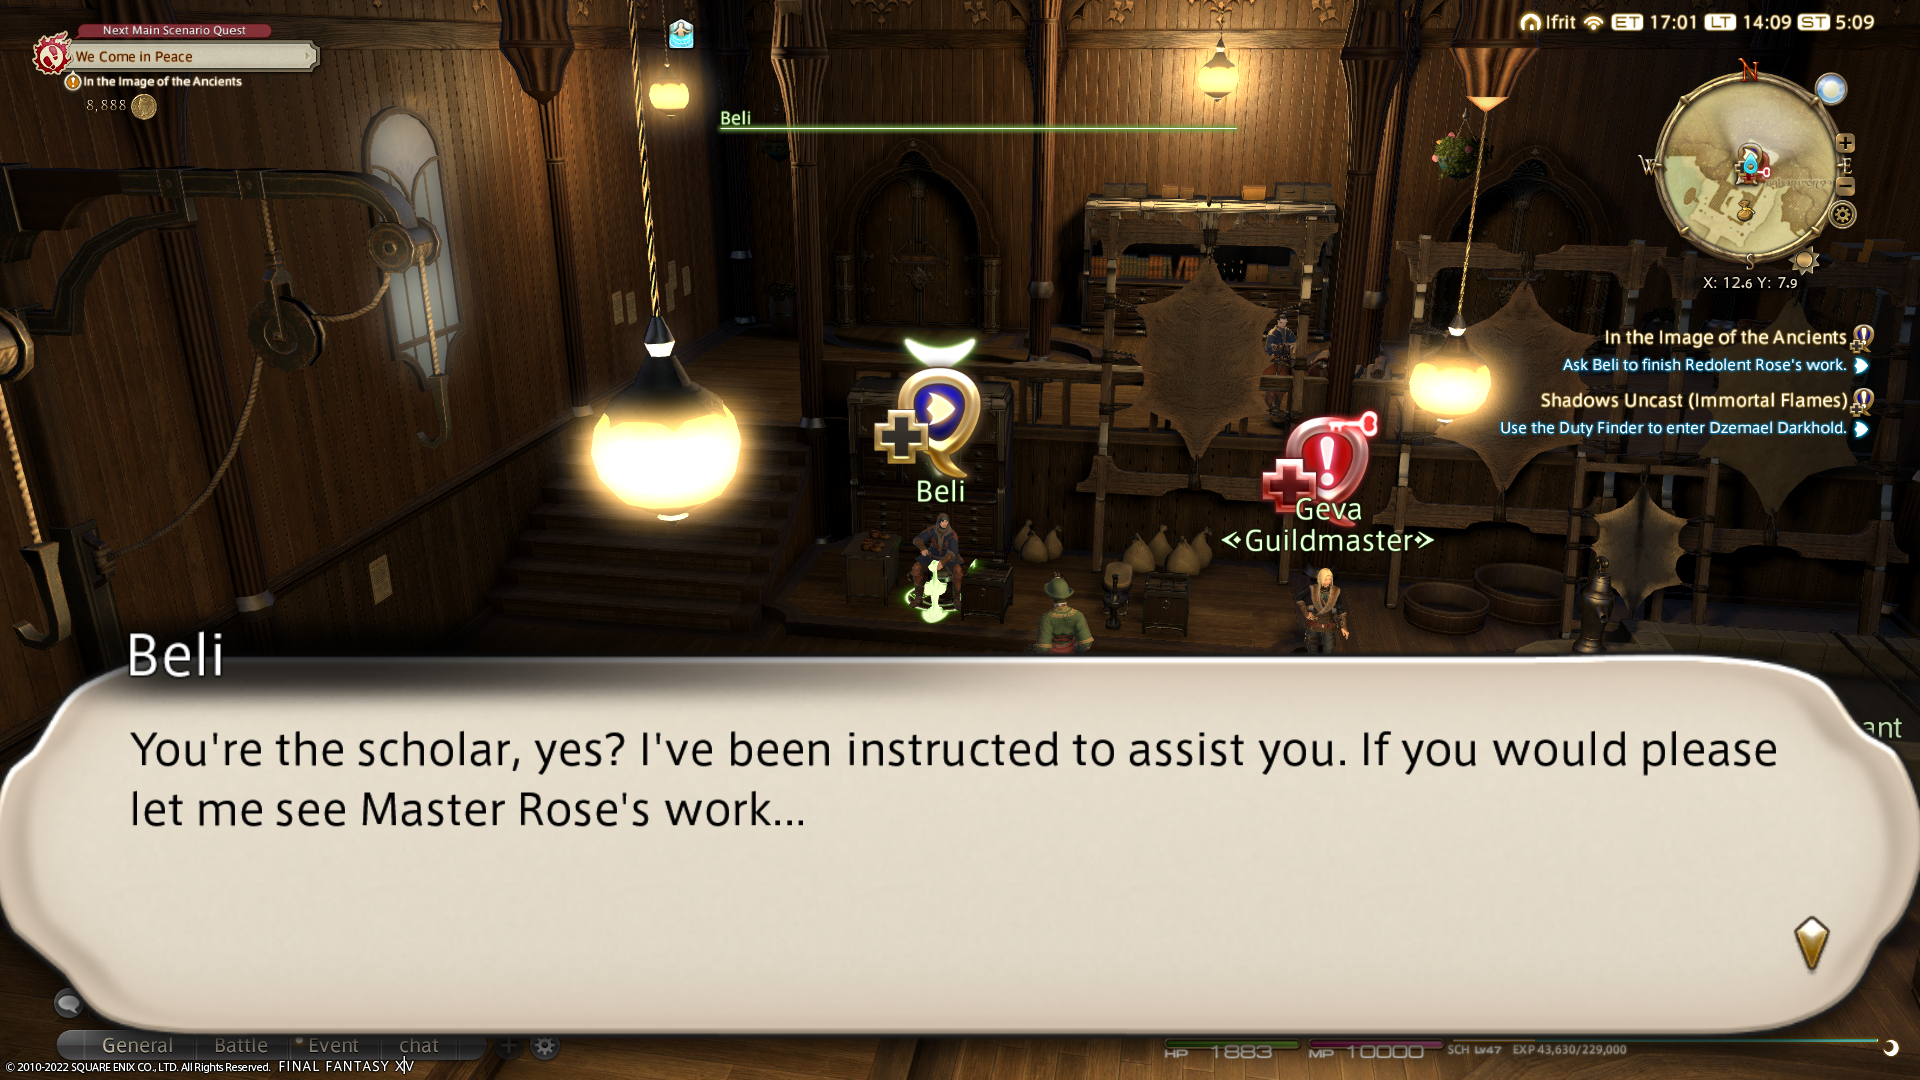 Next Main Scenario Quest
We Come in Peace
In the Image of the Ancients
8,888
Beli
Ifrit ET 17:01 LT 14:09 ST 5:09
N
W
E
S
X: 12.6 Y: 7.9
In the Image of the Ancients
Ask Beli to finish Redolent Rose's work.
Shadows Uncast (Immortal Flames)
Use the Duty Finder to enter Dzemael Darkhold.
Beli
Geva
<Guildmaster>
ant
Beli
You're the scholar, yes? I've been instructed to assist you. If you would please
let me see Master Rose's work...
General Battle Event chat
HP 1883 MP 10000 SCH Lv47 EXP 43,630/229,000
© 2010-2022 SQUARE ENIX CO., LTD. All Rights Reserved. FINAL FANTASY XIV